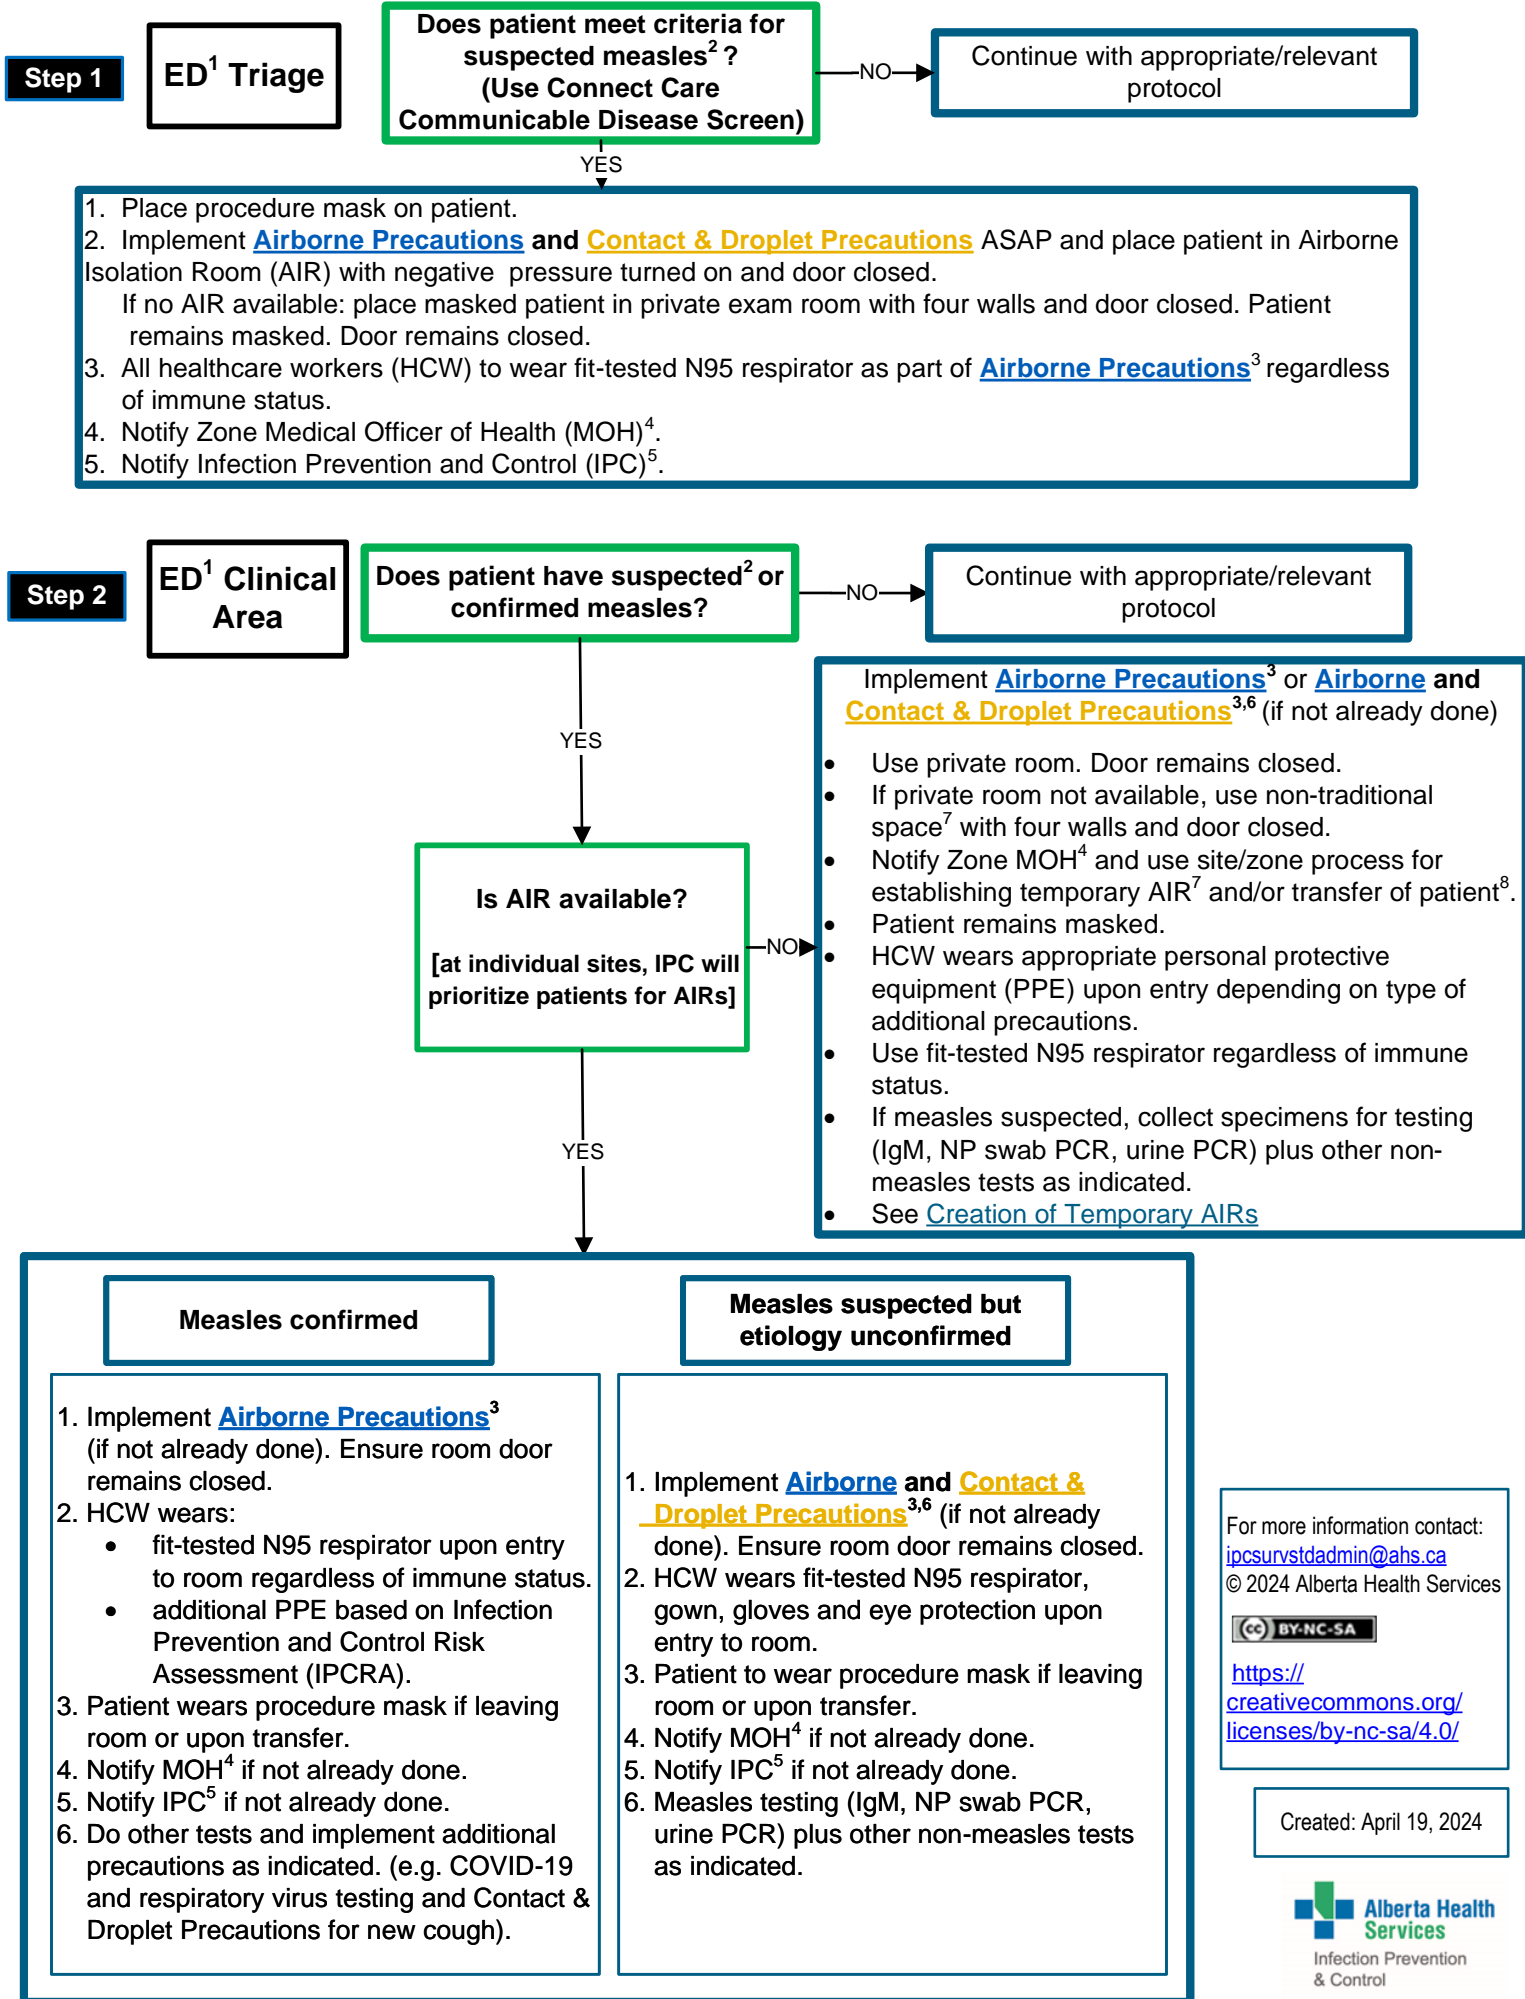 Step 1
ED1 Triage
Does patient meet criteria for
suspected measles2 ?
(Use Connect Care
Communicable Disease Screen)
NO
Continue with appropriate/relevant
protocol
YES
1. Place procedure mask on patient.
2. Implement Airborne Precautions and Contact & Droplet Precautions ASAP and place patient in Airborne
Isolation Room (AIR) with negative pressure turned on and door closed.
If no AIR available: place masked patient in private exam room with four walls and door closed. Patient
remains masked. Door remains closed.
3. All healthcare workers (HCW) to wear fit-tested N95 respirator as part of Airborne Precautions3 regardless
of immune status.
4. Notify Zone Medical Officer of Health (MOH)4.
5. Notify Infection Prevention and Control (IPC)5.
Step 2
ED1 Clinical
Area
Does patient have suspected2 or
confirmed measles?
NO
Continue with appropriate/relevant
protocol
YES
Is AIR available?
[at individual sites, IPC will
prioritize patients for AIRs]
NO
Implement Airborne Precautions3 or Airborne and
Contact & Droplet Precautions3,6 (if not already done)
• Use private room. Door remains closed.
• If private room not available, use non-traditional
space7 with four walls and door closed.
• Notify Zone MOH4 and use site/zone process for
establishing temporary AIR7 and/or transfer of patient8.
• Patient remains masked.
• HCW wears appropriate personal protective
equipment (PPE) upon entry depending on type of
additional precautions.
• Use fit-tested N95 respirator regardless of immune
status.
• If measles suspected, collect specimens for testing
(IgM, NP swab PCR, urine PCR) plus other non-
measles tests as indicated.
• See Creation of Temporary AIRs
YES
Measles confirmed
1. Implement Airborne Precautions3
(if not already done). Ensure room door
remains closed.
2. HCW wears:
• fit-tested N95 respirator upon entry
to room regardless of immune status.
• additional PPE based on Infection
Prevention and Control Risk
Assessment (IPCRA).
3. Patient wears procedure mask if leaving
room or upon transfer.
4. Notify MOH4 if not already done.
5. Notify IPC5 if not already done.
6. Do other tests and implement additional
precautions as indicated. (e.g. COVID-19
and respiratory virus testing and Contact &
Droplet Precautions for new cough).
Measles suspected but
etiology unconfirmed
1. Implement Airborne and Contact &
Droplet Precautions3,6 (if not already
done). Ensure room door remains closed.
2. HCW wears fit-tested N95 respirator,
gown, gloves and eye protection upon
entry to room.
3. Patient to wear procedure mask if leaving
room or upon transfer.
4. Notify MOH4 if not already done.
5. Notify IPC5 if not already done.
6. Measles testing (IgM, NP swab PCR,
urine PCR) plus other non-measles tests
as indicated.
For more information contact:
ipcsurvstdadmin@ahs.ca
© 2024 Alberta Health Services
cc BY-NC-SA
https://
creativecommons.org/
licenses/by-nc-sa/4.0/
Created: April 19, 2024
Alberta Health
Services
Infection Prevention
& Control